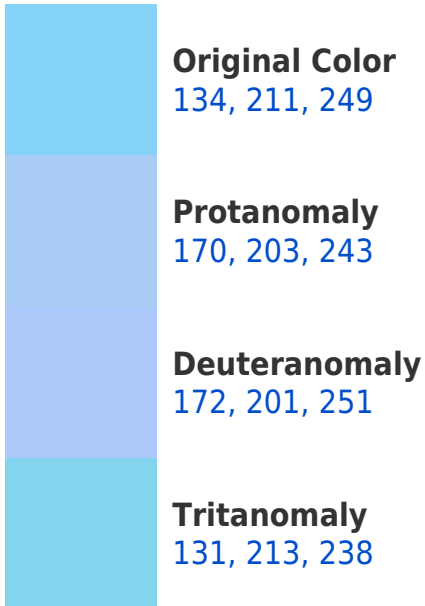 Original Color
134, 211, 249
Protanomaly
170, 203, 243
Deuteranomaly
172, 201, 251
Tritanomaly
131, 213, 238